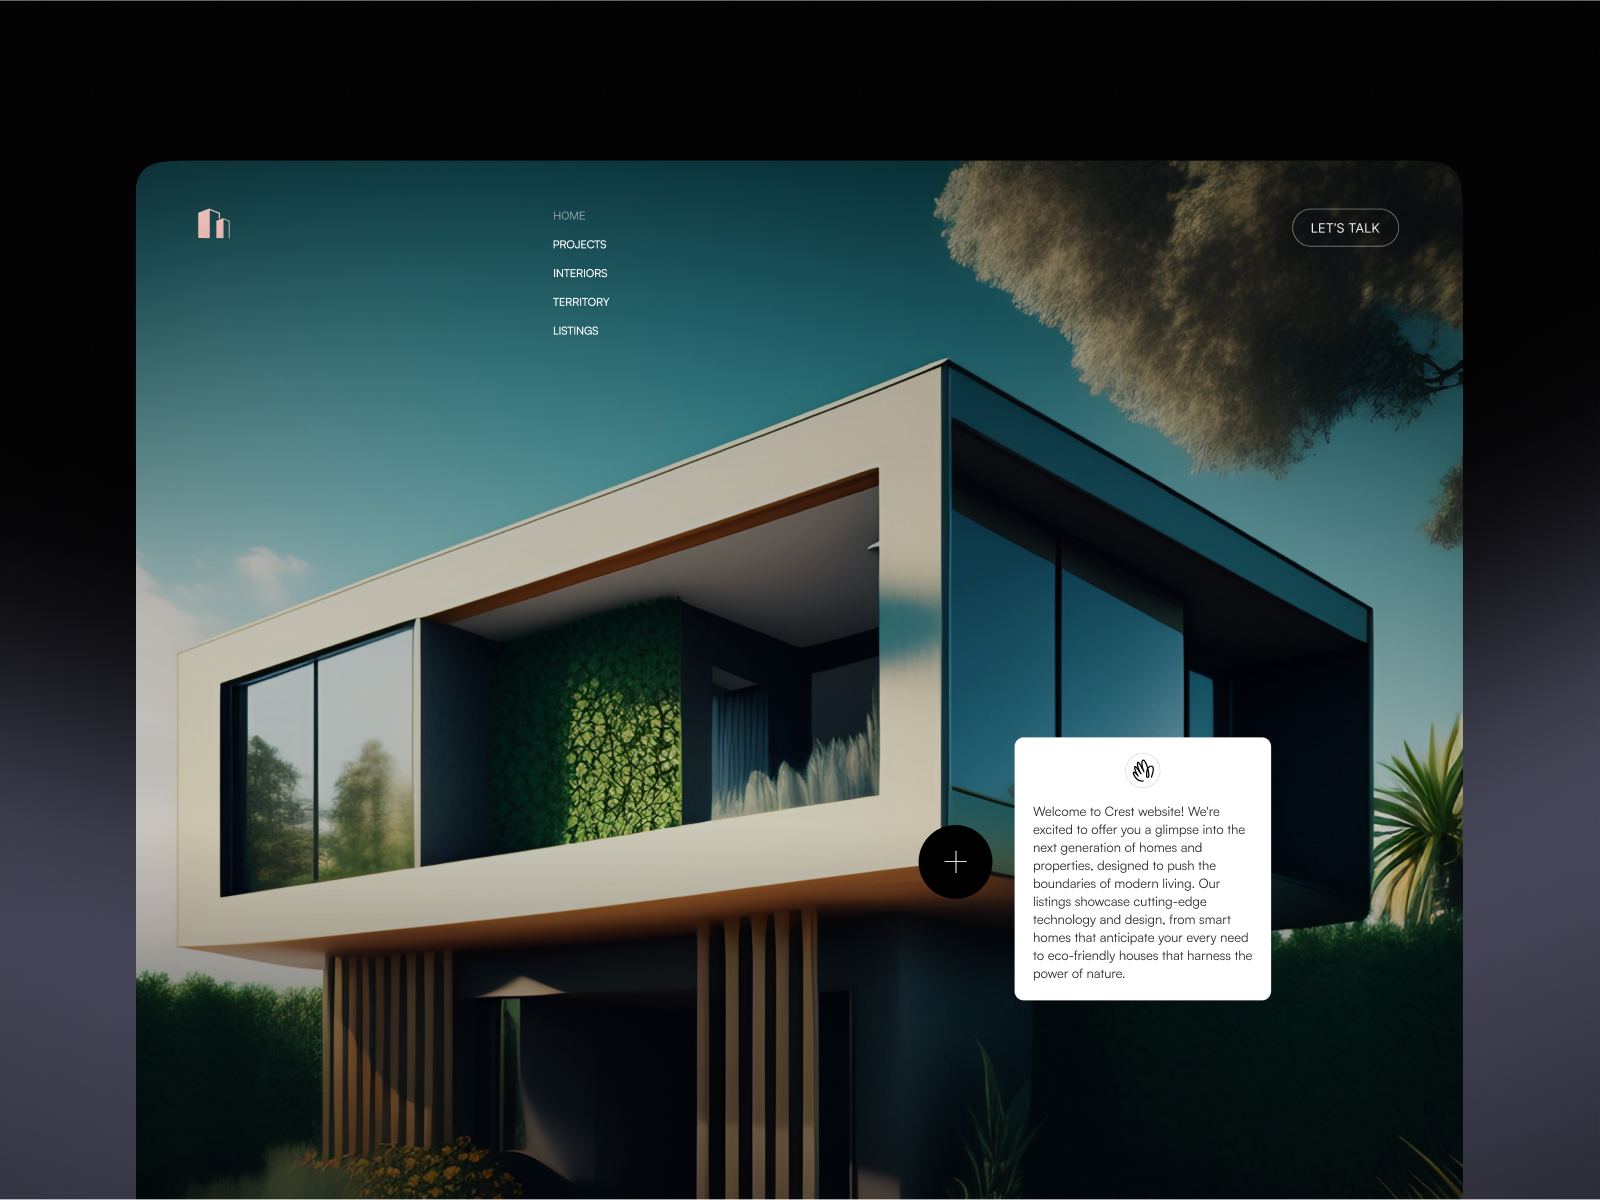 HOME
PROJECTS
INTERIORS
TERRITORY
LISTINGS
LET'S TALK
Welcome to Crest website! We're
excited to offer you a glimpse into the
next generation of homes and
properties, designed to push the
boundaries of modern living. Our
listings showcase cutting-edge
technology and design, from smart
homes that anticipate your every need
to eco-friendly houses that harness the
power of nature.